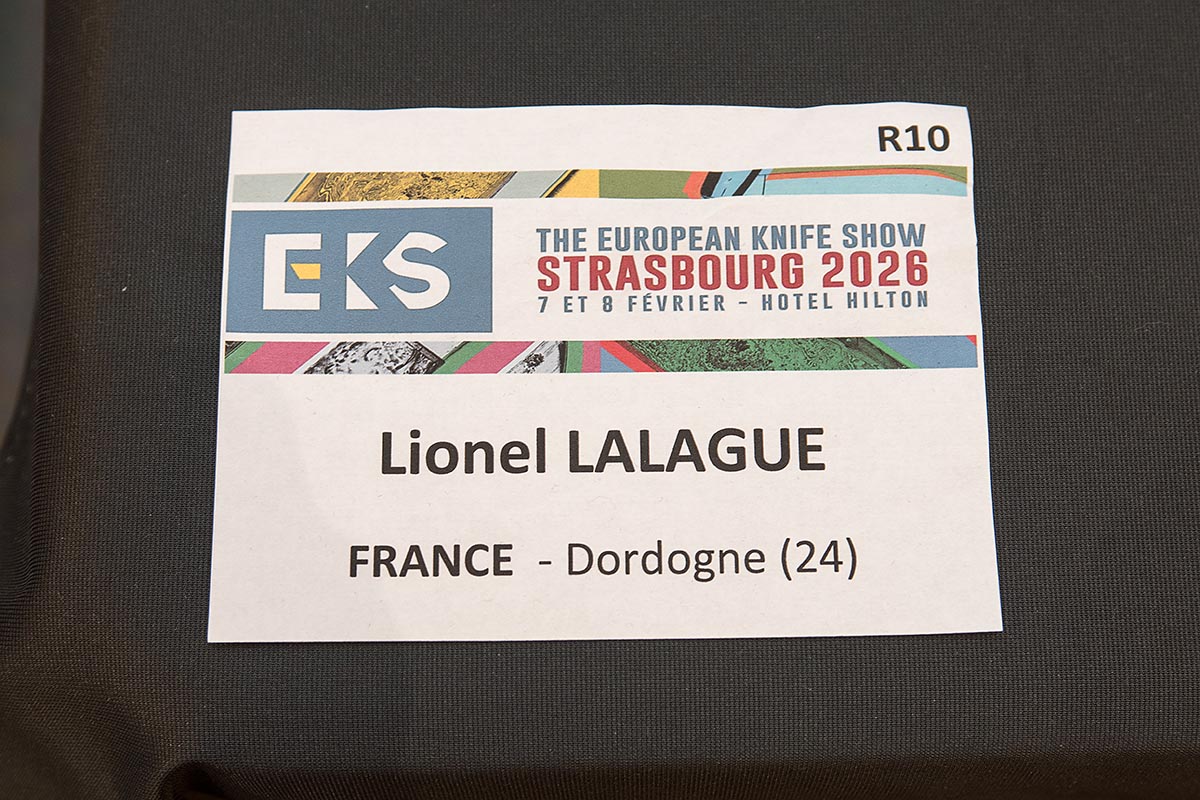 R10
EKS
THE EUROPEAN KNIFE SHOW
STRASBOURG 2026
7 ET 8 FÉVRIER - HOTEL HILTON
Lionel LALAGUE
FRANCE - Dordogne (24)